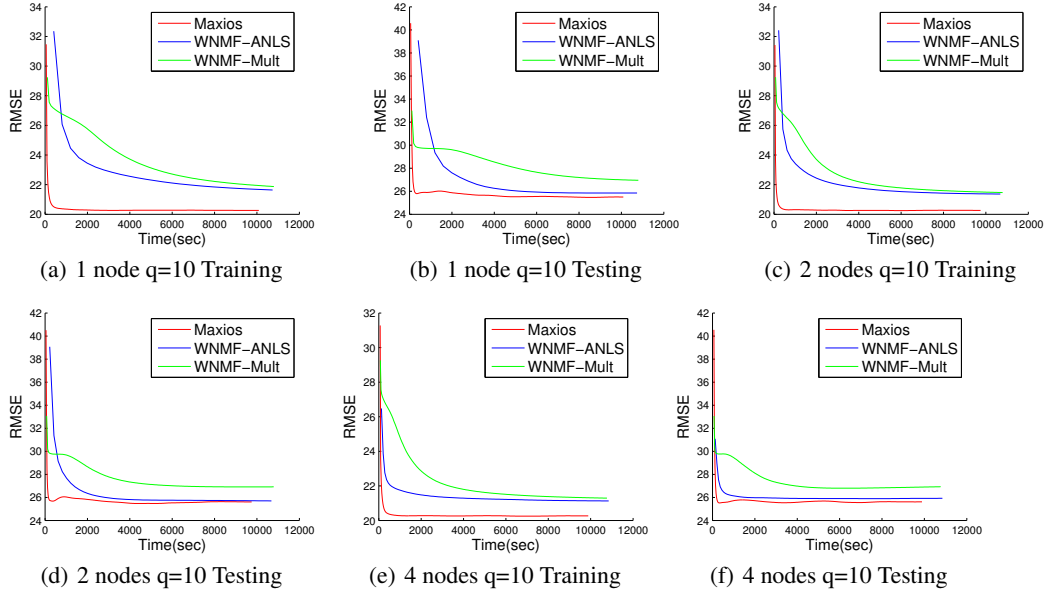 34
32
30
28
26
24
22
20
RMSE
0 2000 4000 6000 8000 10000 12000
Time(sec)
Maxios
WNMF−ANLS
WNMF−Mult
(a) 1 node q=10 Training
42
40
38
36
34
32
30
28
26
24
RMSE
0 2000 4000 6000 8000 10000 12000
Time(sec)
Maxios
WNMF−ANLS
WNMF−Mult
(b) 1 node q=10 Testing
34
32
30
28
26
24
22
20
RMSE
0 2000 4000 6000 8000 10000 12000
Time(sec)
Maxios
WNMF−ANLS
WNMF−Mult
(c) 2 nodes q=10 Training
42
40
38
36
34
32
30
28
26
24
RMSE
0 2000 4000 6000 8000 10000 12000
Time(sec)
Maxios
WNMF−ANLS
WNMF−Mult
(d) 2 nodes q=10 Testing
32
30
28
26
24
22
20
RMSE
0 2000 4000 6000 8000 10000 12000
Time(sec)
Maxios
WNMF−ANLS
WNMF−Mult
(e) 4 nodes q=10 Training
42
40
38
36
34
32
30
28
26
24
RMSE
0 2000 4000 6000 8000 10000 12000
Time(sec)
Maxios
WNMF−ANLS
WNMF−Mult
(f) 4 nodes q=10 Testing